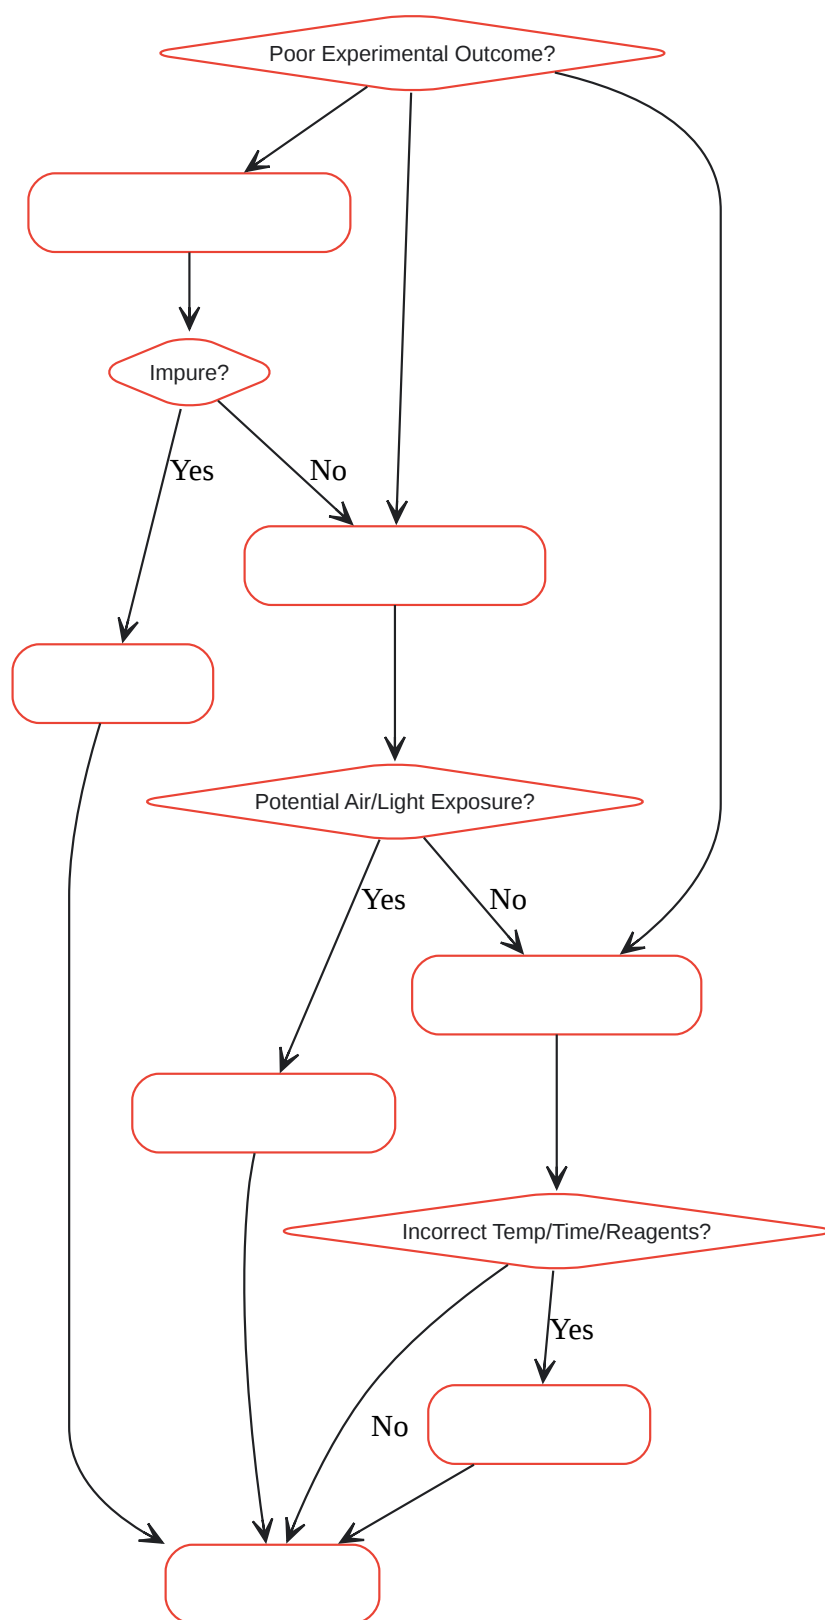 Poor Experimental Outcome?
Impure?
Yes
No
Potential Air/Light Exposure?
Yes
No
Incorrect Temp/Time/Reagents?
Yes
No